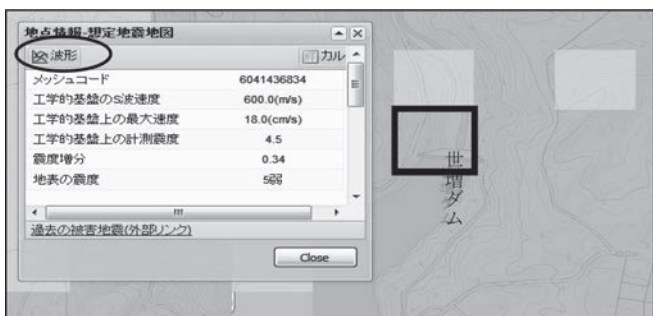 地点情報-想定地震地図
波形 カル
メッシュコード 6041436834
工学的基盤のS波速度 600.0(m/s)
工学的基盤上の最大速度 18.0(cm/s)
工学的基盤上の計測震度 4.5
震度増分 0.34
地表の震度 5弱
過去の被害地震(外部リンク)
Close
世増ダム